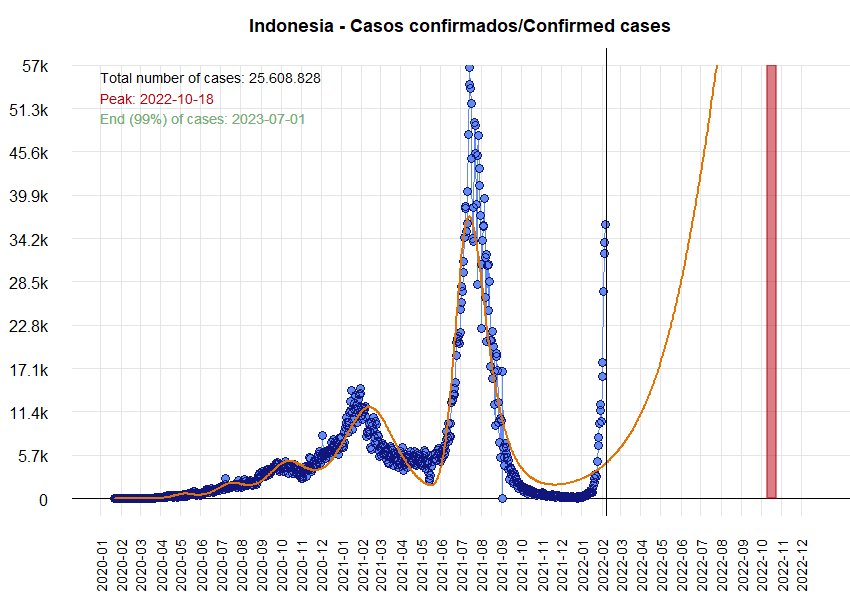 Indonesia - Casos confirmados/Confirmed cases
57k
Total number of cases: 25.608.828
Peak: 2022-10-18
End (99%) of cases: 2023-07-01
51.3k
45.6k
39.9k
34.2k
28.5k
22.8k
17.1k
11.4k
5.7k
0
2020-01
2020-02
2020-03
2020-04
2020-05
2020-06
2020-07
2020-08
2020-09
2020-10
2020-11
2020-12
2021-01
2021-02
2021-03
2021-04
2021-05
2021-06
2021-07
2021-08
2021-09
2021-10
2021-11
2021-12
2022-01
2022-02
2022-03
2022-04
2022-05
2022-06
2022-07
2022-08
2022-09
2022-10
2022-11
2022-12